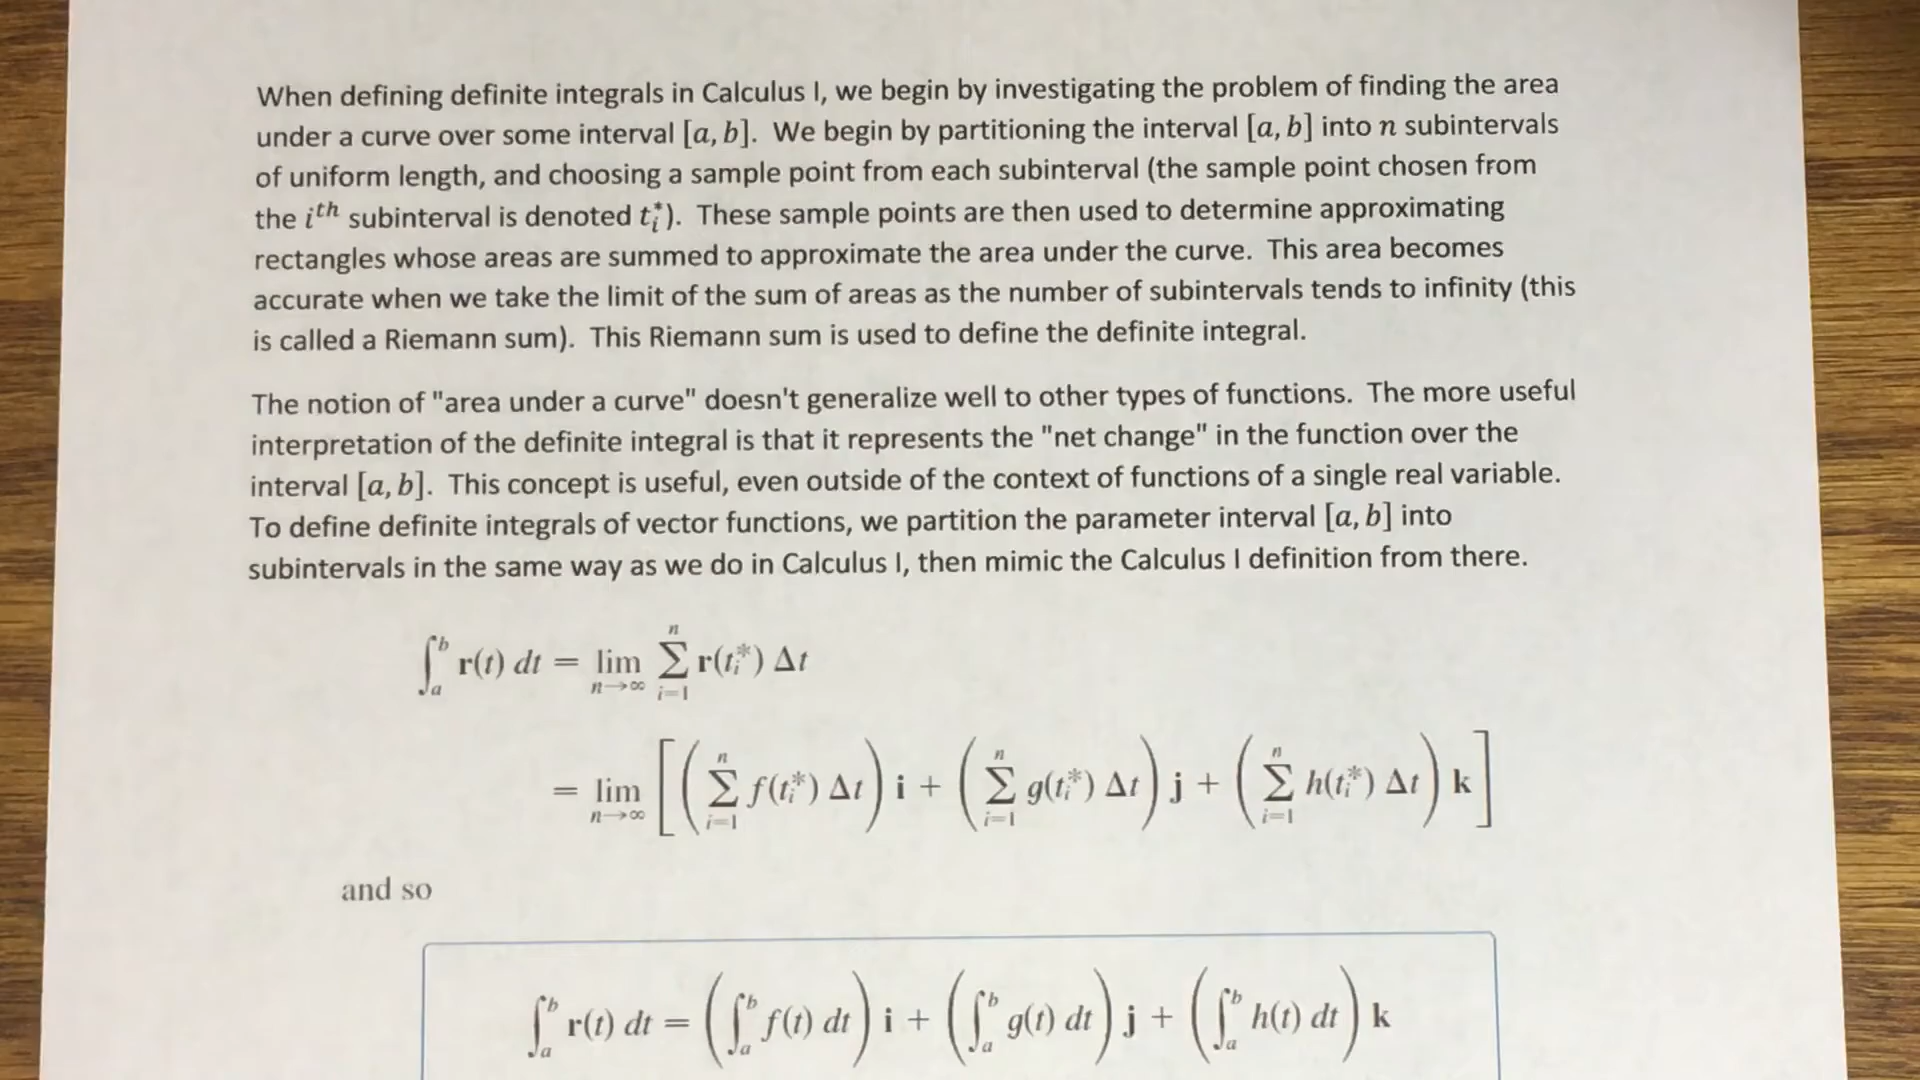 When defining definite integrals in Calculus I, we begin by investigating the problem of finding the area
under a curve over some interval [a, b]. We begin by partitioning the interval [a, b] into n subintervals
of uniform length, and choosing a sample point from each subinterval (the sample point chosen from
the i^{th} subinterval is denoted t_i^*). These sample points are then used to determine approximating
rectangles whose areas are summed to approximate the area under the curve. This area becomes
accurate when we take the limit of the sum of areas as the number of subintervals tends to infinity (this
is called a Riemann sum). This Riemann sum is used to define the definite integral.
The notion of "area under a curve" doesn't generalize well to other types of functions. The more useful
interpretation of the definite integral is that it represents the "net change" in the function over the
interval [a, b]. This concept is useful, even outside of the context of functions of a single real variable.
To define definite integrals of vector functions, we partition the parameter interval [a, b] into
subintervals in the same way as we do in Calculus I, then mimic the Calculus I definition from there.
∫_a^b r(t) dt = lim_{n→∞} ∑_{i=1}^n r(t_i^*) Δt
= lim_{n→∞} [(∑_{i=1}^n f(t_i^*) Δt) i + (∑_{i=1}^n g(t_i^*) Δt) j + (∑_{i=1}^n h(t_i^*) Δt) k]
and so
∫_a^b r(t) dt = (∫_a^b f(t) dt) i + (∫_a^b g(t) dt) j + (∫_a^b h(t) dt) k